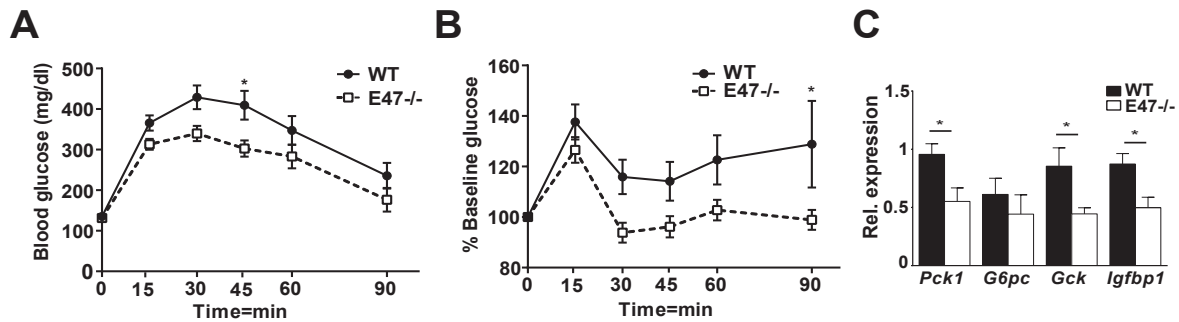 A
Blood glucose (mg/dl)
500
400
300
200
100
0
*
WT
E47-/-
0 15 30 45 60 90
Time=min
B
% Baseline glucose
140
120
100
80
*
WT
E47-/-
0 15 30 45 60 90
Time=min
C
Rel. expression
1.5
1
0.5
0
WT
E47-/-
* * *
Pck1 G6pc Gck Igfbp1